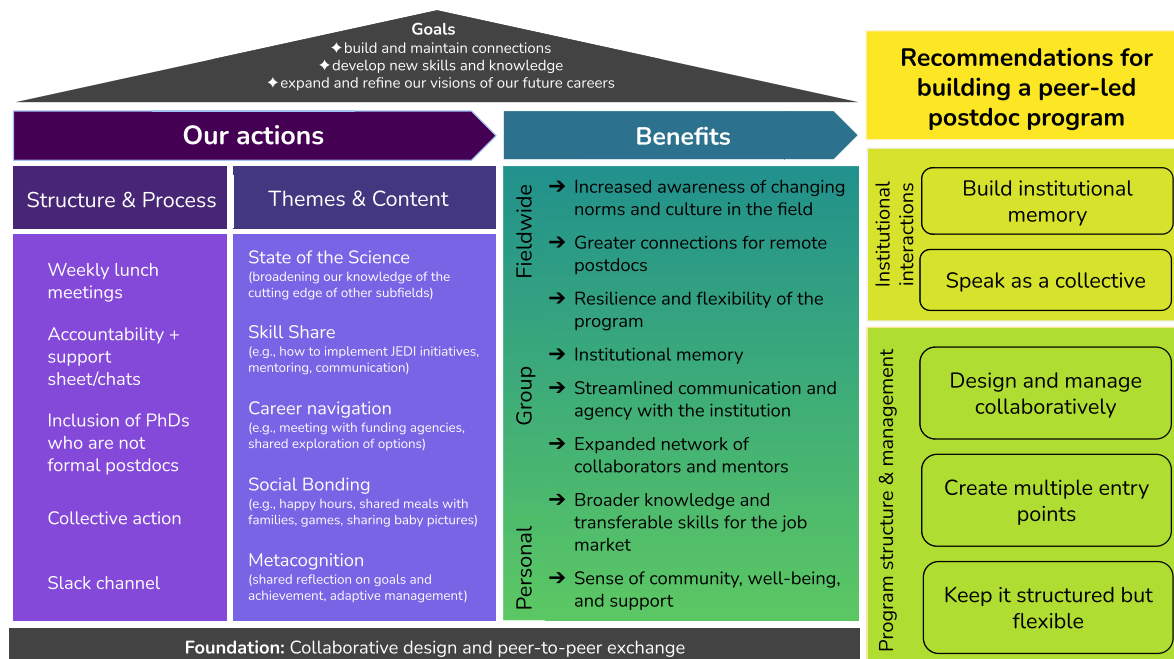 Goals
✦build and maintain connections
✦develop new skills and knowledge
✦expand and refine our visions of our future careers
Our actions
Structure & Process
Weekly lunch
meetings
Accountability +
support
sheet/chats
Inclusion of PhDs
who are not
formal postdocs
Collective action
Slack channel
Themes & Content
State of the Science
(broadening our knowledge of the
cutting edge of other subfields)
Skill Share
(e.g., how to implement JEDI initiatives,
mentoring, communication)
Career navigation
(e.g., meeting with funding agencies,
shared exploration of options)
Social Bonding
(e.g., happy hours, shared meals with
families, games, sharing baby pictures)
Metacognition
(shared reflection on goals and
achievement, adaptive management)
Benefits
Fieldwide
Group
Personal
➔ Increased awareness of changing
norms and culture in the field
➔ Greater connections for remote
postdocs
➔ Resilience and flexibility of the
program
➔ Institutional memory
➔ Streamlined communication and
agency with the institution
➔ Expanded network of
collaborators and mentors
➔ Broader knowledge and
transferable skills for the job
market
➔ Sense of community, well-being,
and support
Foundation: Collaborative design and peer-to-peer exchange
Recommendations for
building a peer-led
postdoc program
Institutional
interactions
Build institutional
memory
Speak as a collective
Program structure & management
Design and manage
collaboratively
Create multiple entry
points
Keep it structured but
flexible